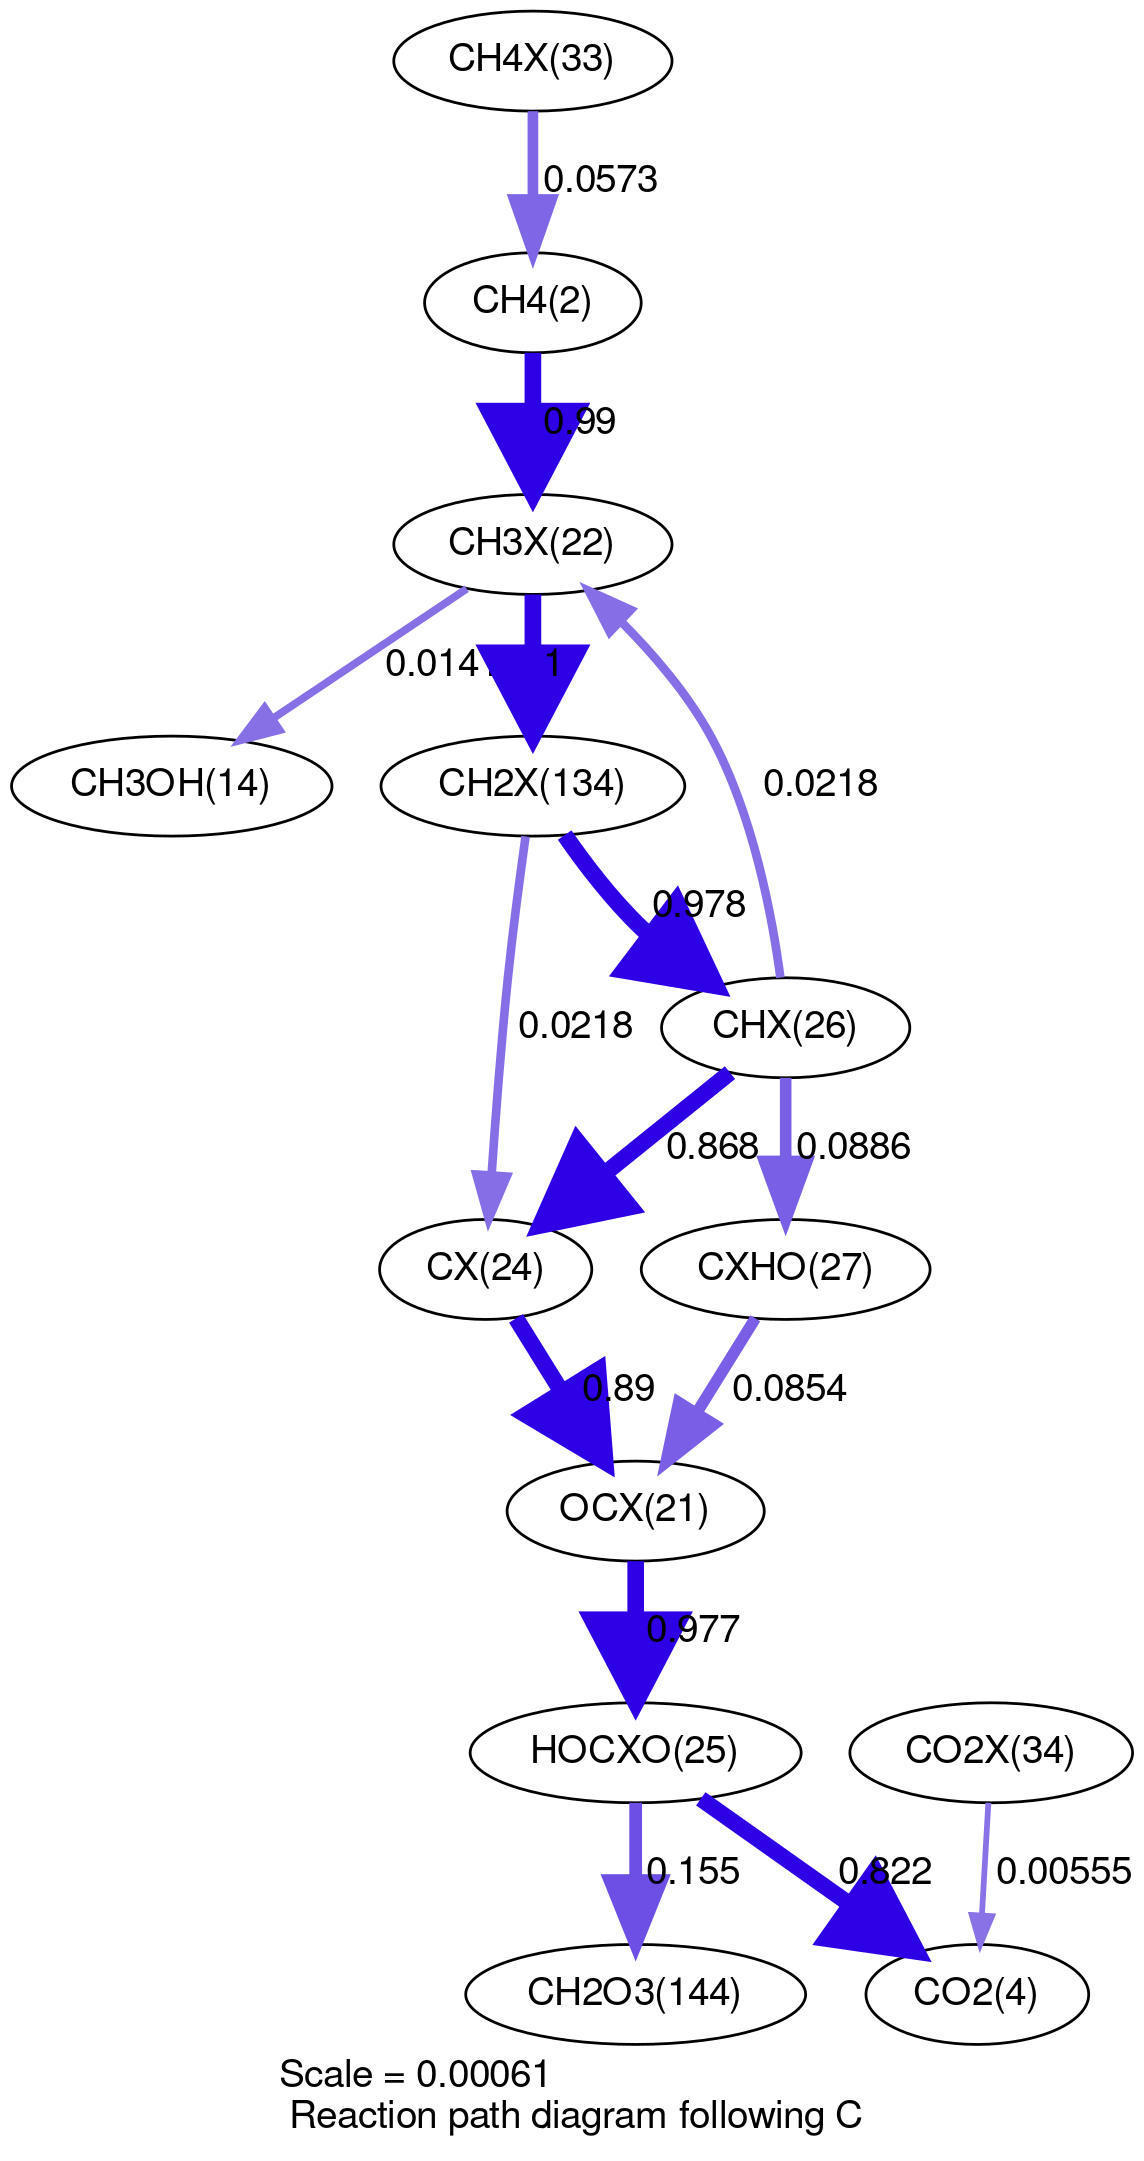 CH4X(33)
0.0573
CH4(2)
0.99
CH3X(22)
1
CH3OH(14)
CH2X(134)
0.0218
0.978
0.0218
CHX(26)
0.868
0.0886
CX(24)
CXHO(27)
0.89
0.0854
OCX(21)
0.977
HOCXO(25)
CO2X(34)
0.155
0.822
0.00555
CH2O3(144)
CO2(4)
Scale = 0.00061
Reaction path diagram following C